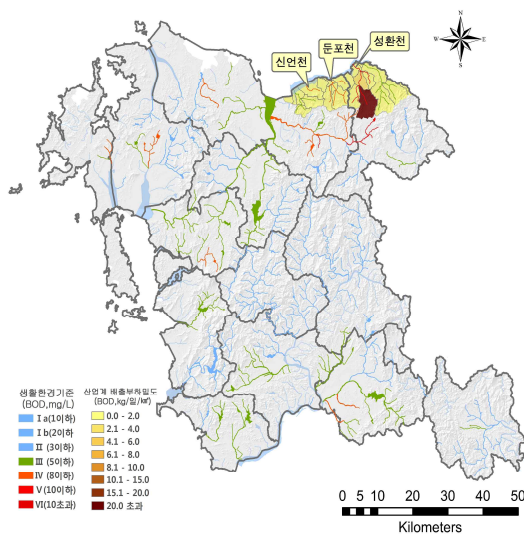 성환천
둔포천
신언천
N
W
E
S
생활환경기준
(BOD,mg/L)
Ⅰa(1이하)
Ⅰb(2이하
Ⅱ (3이하)
Ⅲ (5이하)
Ⅳ (8이하)
Ⅴ (10이하)
Ⅵ(10초과)
산업계 배출부하밀도
(BOD,kg/일/㎢)
0.0 - 2.0
2.1 - 4.0
4.1 - 6.0
6.1 - 8.0
8.1 - 10.0
10.1 - 15.0
15.1 - 20.0
20.0 초과
0 5 10 20 30 40 50
Kilometers